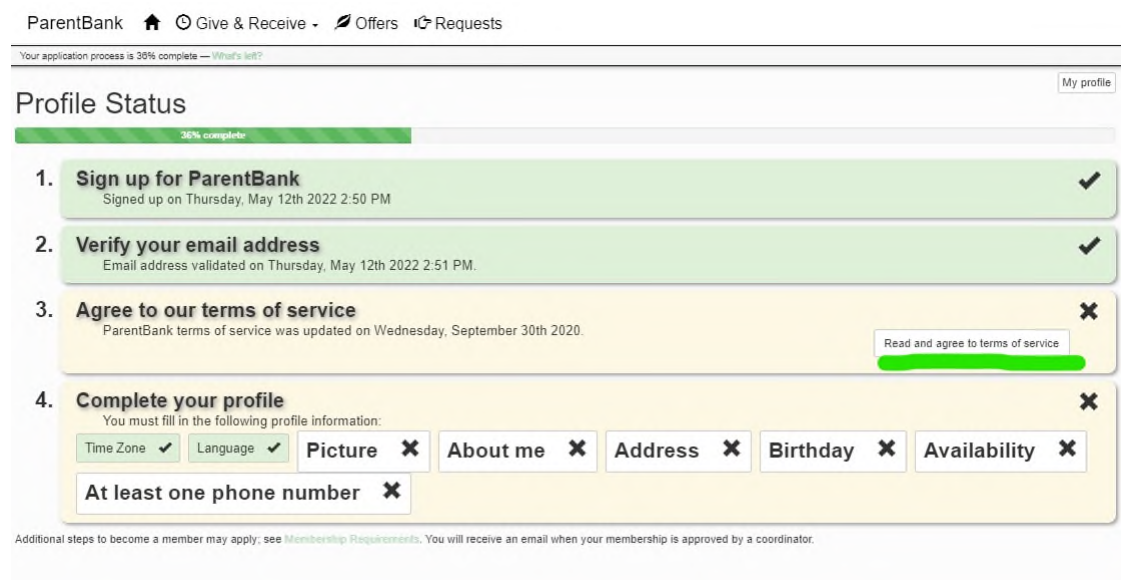 ParentBank Give & Receive Offers Requests
Your application process is 36% complete — What's left?
My profile
Profile Status
36% complete
1. Sign up for ParentBank
Signed up on Thursday, May 12th 2022 2:50 PM
2. Verify your email address
Email address validated on Thursday, May 12th 2022 2:51 PM.
3. Agree to our terms of service
ParentBank terms of service was updated on Wednesday, September 30th 2020.
Read and agree to terms of service
4. Complete your profile
You must fill in the following profile information:
Time Zone Language Picture About me Address Birthday Availability
At least one phone number
Additional steps to become a member may apply; see Membership Requirements. You will receive an email when your membership is approved by a coordinator.